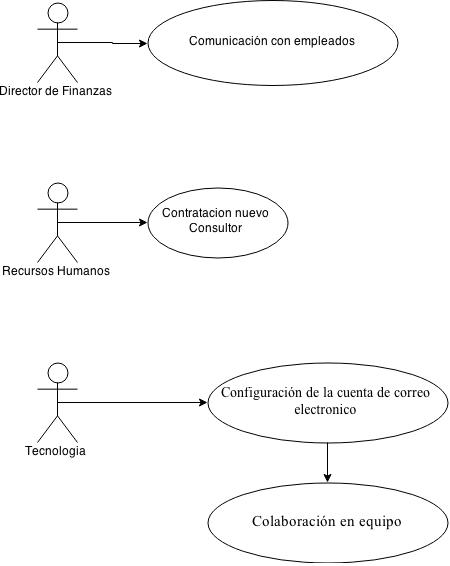 Comunicación con empleados
Director de Finanzas
Contratacion nuevo
Consultor
Recursos Humanos
Configuración de la cuenta de correo
electronico
Tecnologia
Colaboración en equipo